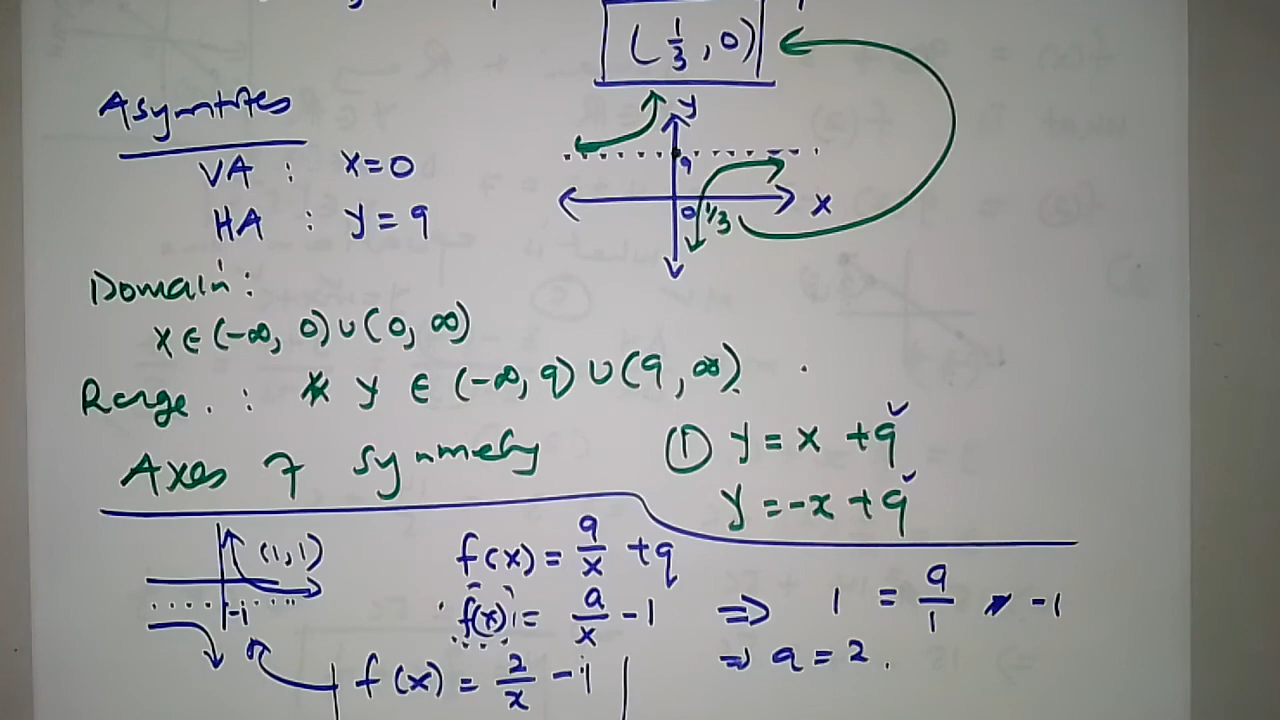 (1/3, 0)
Asymtotes
y
VA : x=0
9
HA : y = 9
0 1/3 x
Domain:
x ∈ (-∞, 0) ∪ (0, ∞)
Range. : y ∈ (-∞, 9) ∪ (9, ∞)
Axes of symmetry
① y = x + 9
y = -x + 9
(1,1)
-1
f(x) = a/x + q
f(x) = a/x - 1 ⇒ 1 = a/1 - 1
⇒ a = 2.
f(x) = 2/x - 1